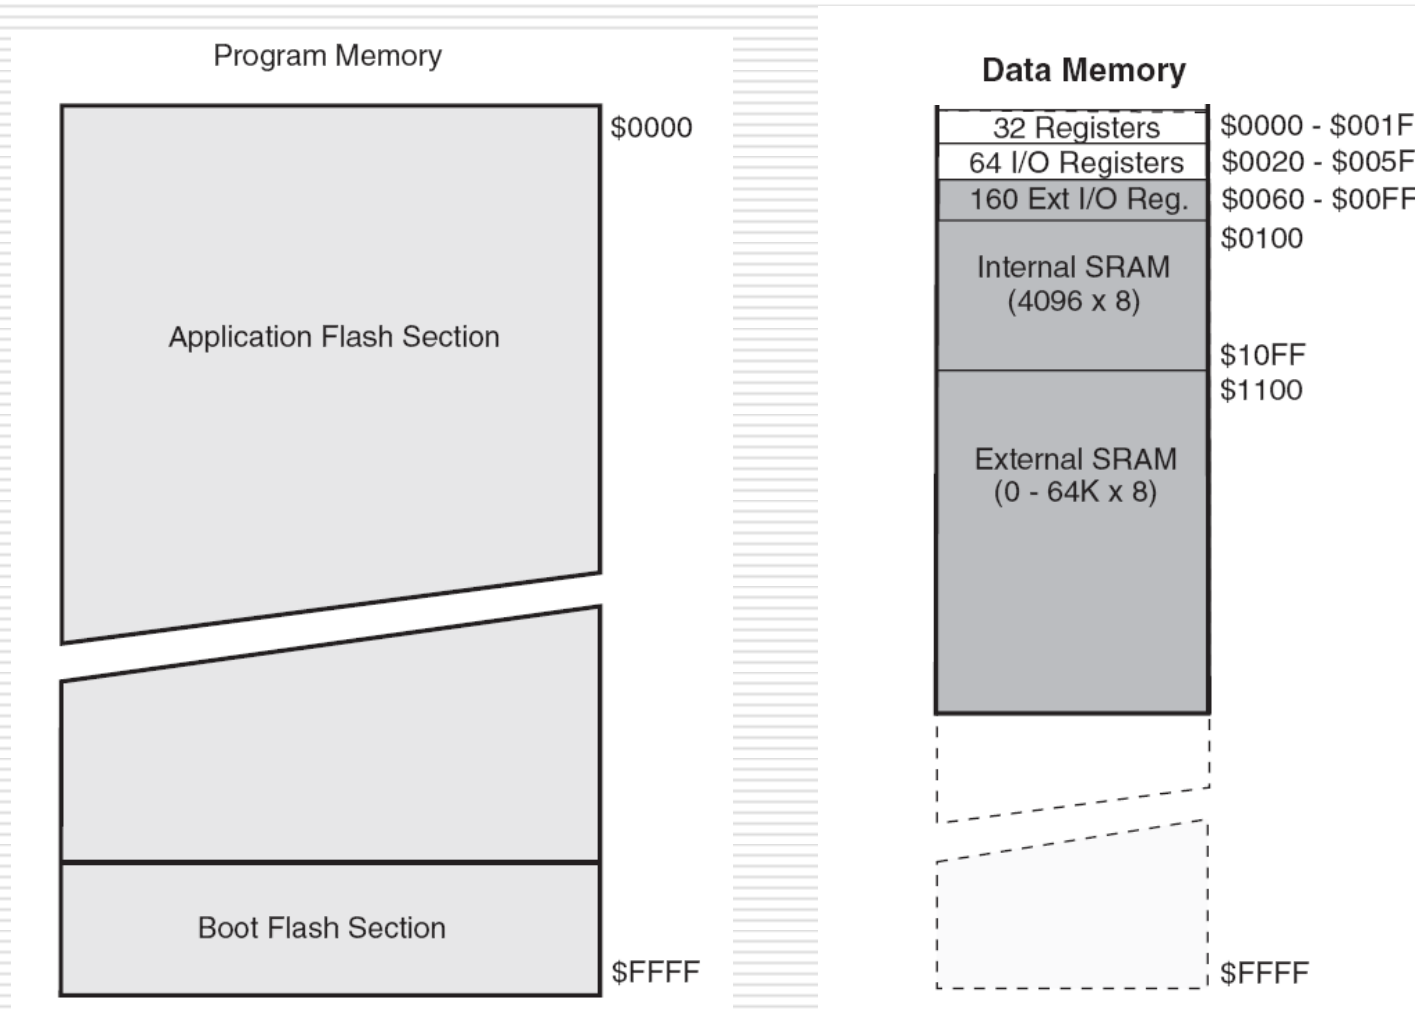 Program Memory
$0000
Application Flash Section
Boot Flash Section
$FFFF
Data Memory
32 Registers
$0000 - $001F
64 I/O Registers
$0020 - $005F
160 Ext I/O Reg.
$0060 - $00FF
$0100
Internal SRAM
(4096 x 8)
$10FF
$1100
External SRAM
(0 - 64K x 8)
$FFFF